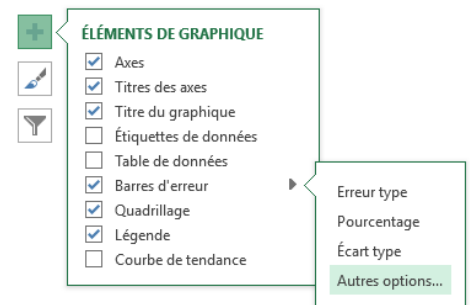 ÉLÉMENTS DE GRAPHIQUE
Axes
Titres des axes
Titre du graphique
Étiquettes de données
Table de données
Barres d'erreur
Quadrillage
Légende
Courbe de tendance
Erreur type
Pourcentage
Écart type
Autres options...